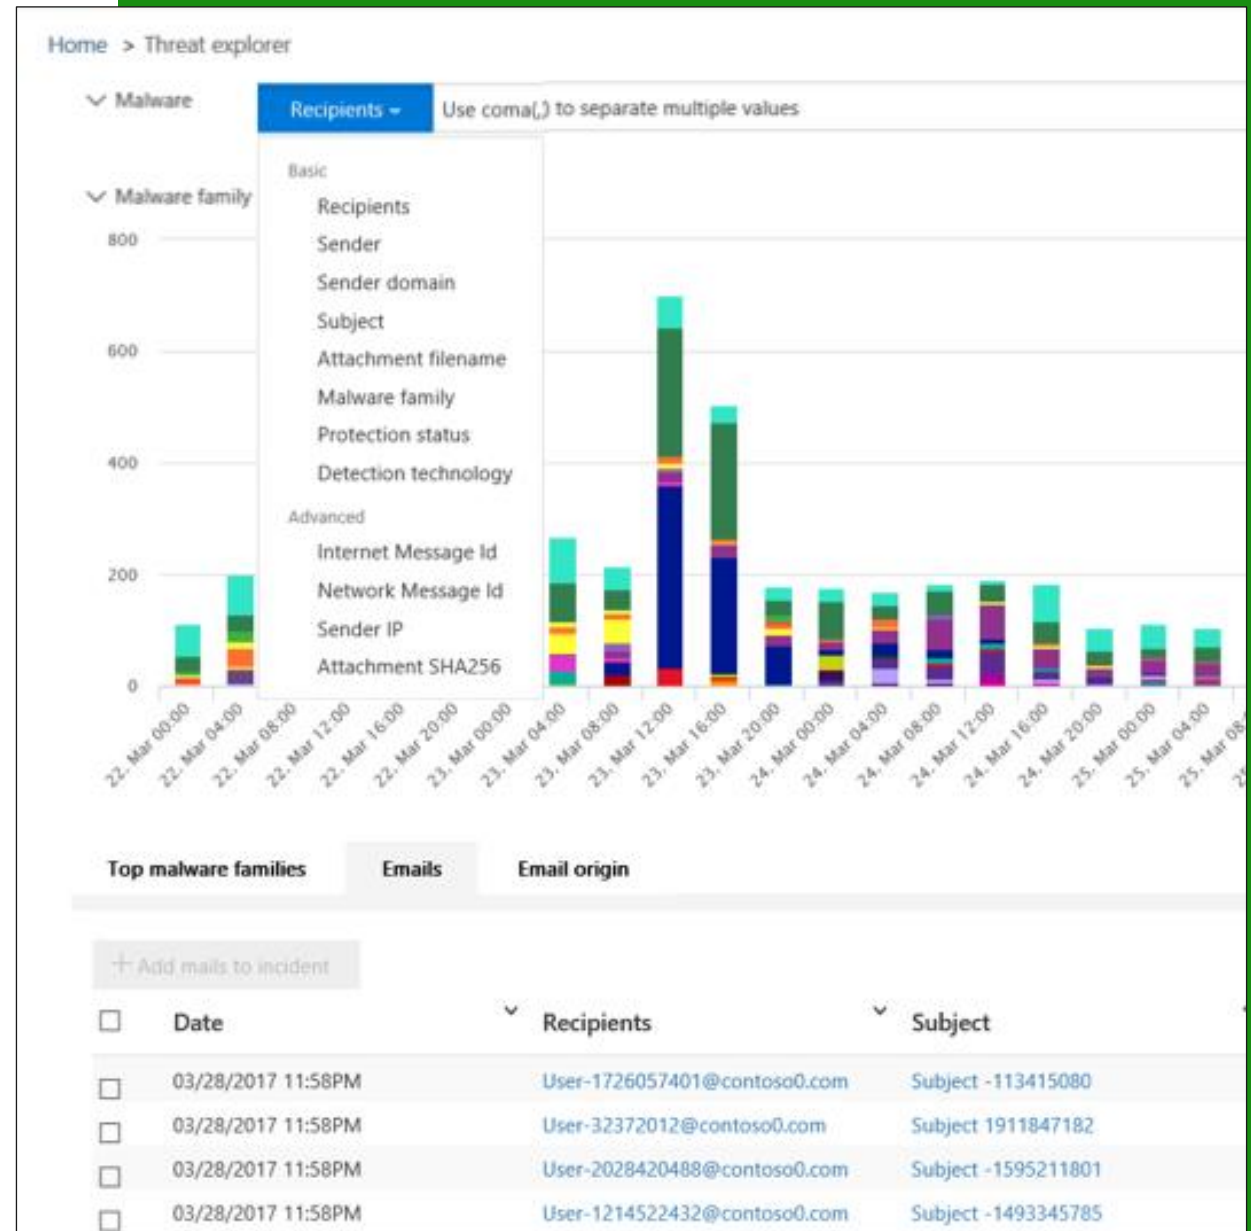 Home > Threat explorer
Malware
Recipients
Use coma(,) to separate multiple values
Basic
Malware family
Recipients
800
Sender
Sender domain
Subject
600
Attachment filename
Malware family
Protection status
400
Detection technology
Advanced
Internet Message Id
200
Network Message Id
Sender IP
Attachment SHA256
0
22. Mar 00:00
22. Mar 04:00
22. Mar 08:00
22. Mar 12:00
22. Mar 16:00
22. Mar 20:00
23. Mar 00:00
23. Mar 04:00
23. Mar 08:00
23. Mar 12:00
23. Mar 16:00
23. Mar 20:00
24. Mar 00:00
24. Mar 04:00
24. Mar 08:00
24. Mar 12:00
24. Mar 16:00
24. Mar 20:00
25. Mar 00:00
25. Mar 04:00
25. Mar 08:
Top malware families Emails Email origin
+ Add mails to incident
Date Recipients Subject
03/28/2017 11:58PM User-1726057401@contoso0.com Subject -113415080
03/28/2017 11:58PM User-32372012@contoso0.com Subject 1911847182
03/28/2017 11:58PM User-2028420488@contoso0.com Subject -1595211801
03/28/2017 11:58PM User-1214522432@contoso0.com Subject -1493345785